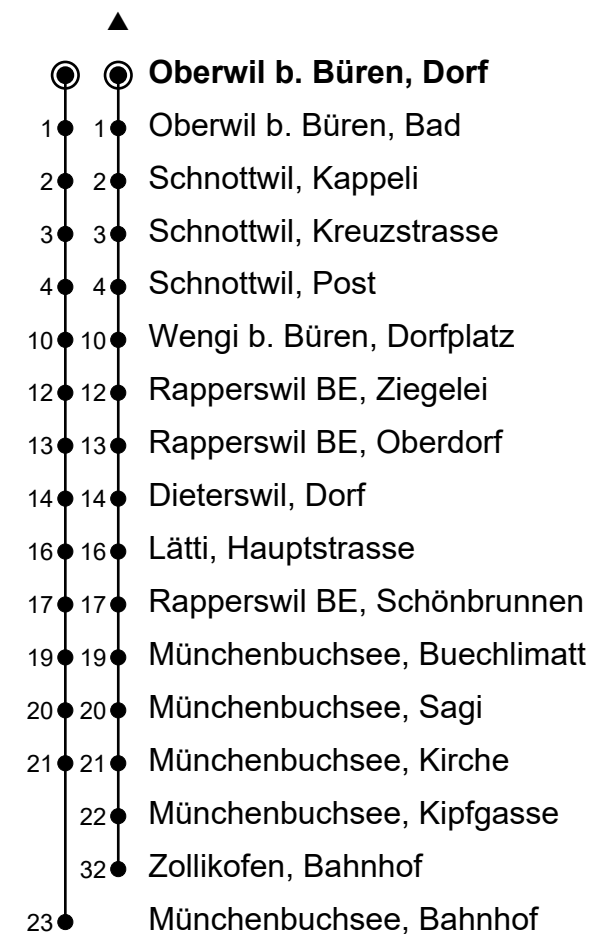 Oberwil b. Büren, Dorf
1 1 Oberwil b. Büren, Bad
2 2 Schnottwil, Kappeli
3 3 Schnottwil, Kreuzstrasse
4 4 Schnottwil, Post
10 10 Wengi b. Büren, Dorfplatz
12 12 Rapperswil BE, Ziegelei
13 13 Rapperswil BE, Oberdorf
14 14 Dieterswil, Dorf
16 16 Lätti, Hauptstrasse
17 17 Rapperswil BE, Schönbrunnen
19 19 Münchenbuchsee, Buechlimatt
20 20 Münchenbuchsee, Sagi
21 21 Münchenbuchsee, Kirche
22 Münchenbuchsee, Kipfgasse
32 Zollikofen, Bahnhof
23 Münchenbuchsee, Bahnhof